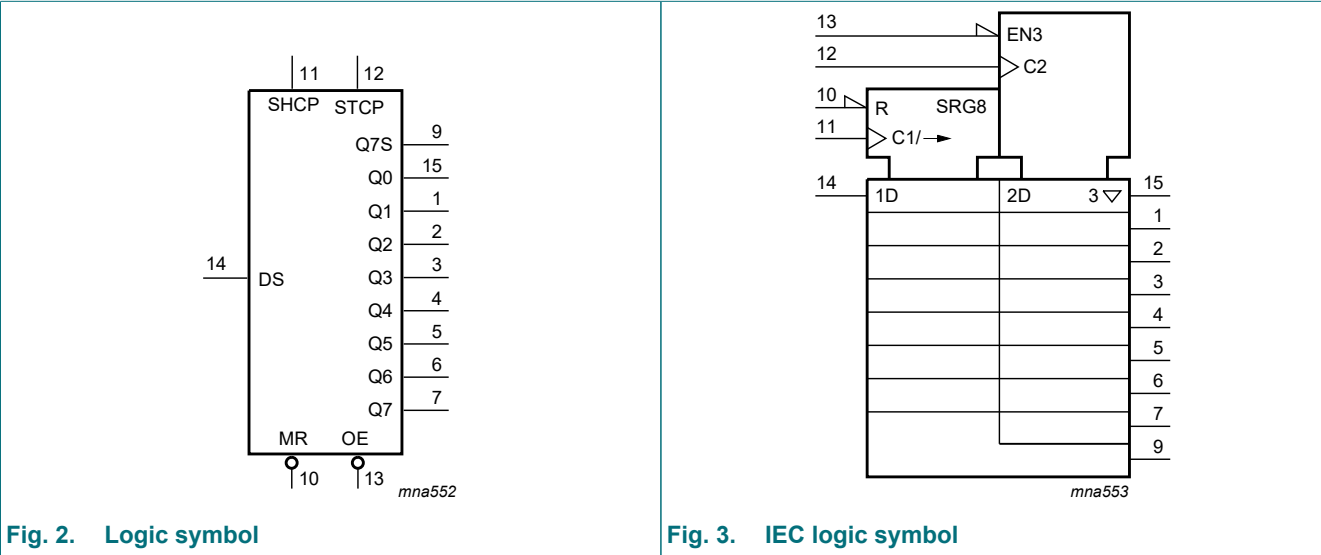 11 12
SHCP STCP
Q7S 9
Q0 15
Q1 1
Q2 2
14 DS Q3 3
Q4 4
Q5 5
Q6 6
Q7 7
MR OE
10 13
mna552
Fig. 2. Logic symbol
13 EN3
12 C2
10 R SRG8
11 C1/
14 1D 2D 3 15
1
2
3
4
5
6
7
9
mna553
Fig. 3. IEC logic symbol